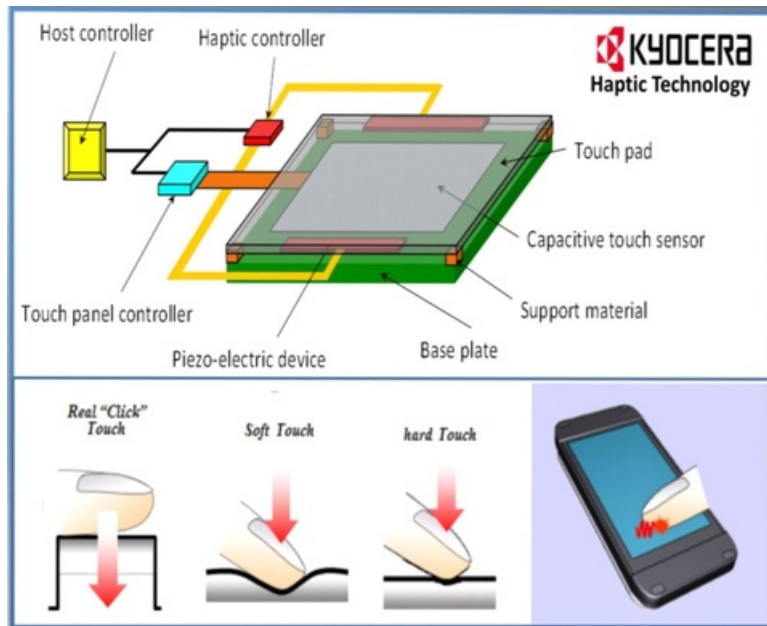 Host controller
Haptic controller
KYOCERA
Haptic Technology
Touch pad
Capacitive touch sensor
Touch panel controller
Support material
Piezo-electric device
Base plate
Real "Click"
Touch
Soft Touch
hard Touch